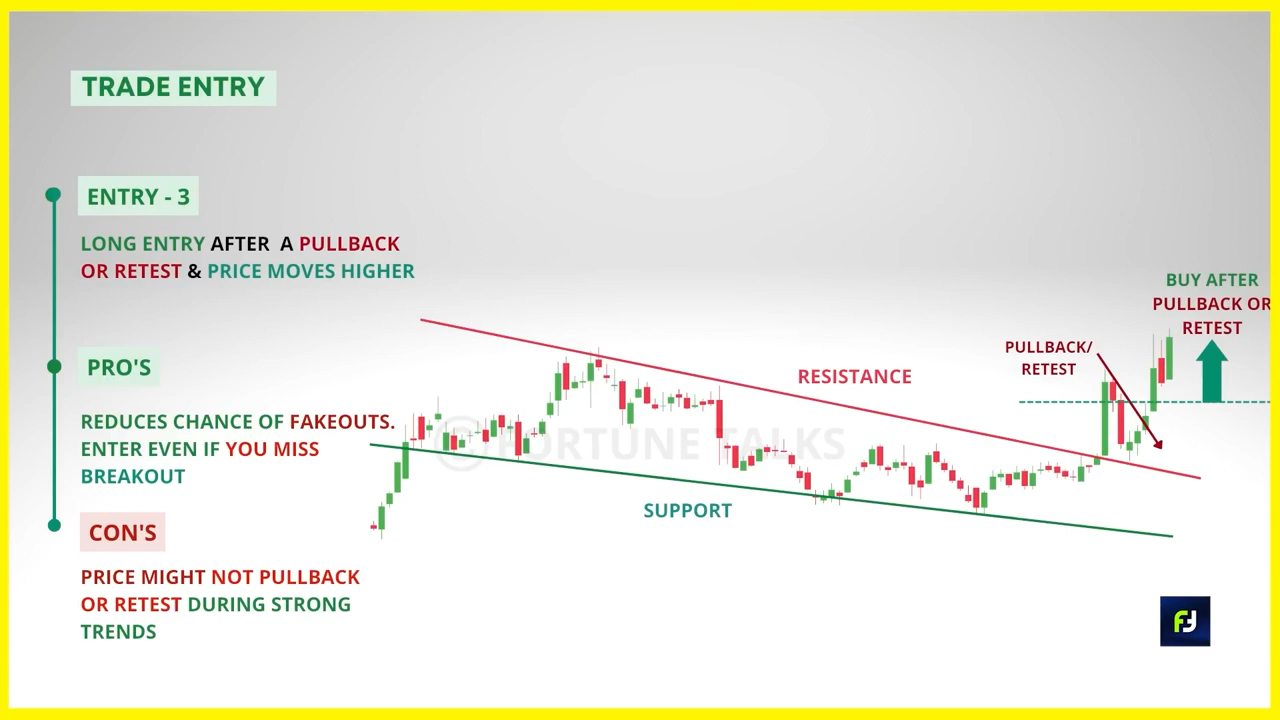 TRADE ENTRY
ENTRY - 3
LONG ENTRY AFTER A PULLBACK
OR RETEST & PRICE MOVES HIGHER
PRO'S
REDUCES CHANCE OF FAKEOUTS.
ENTER EVEN IF YOU MISS
BREAKOUT
CON'S
PRICE MIGHT NOT PULLBACK
OR RETEST DURING STRONG
TRENDS
RESISTANCE
SUPPORT
PULLBACK/
RETEST
BUY AFTER
PULLBACK OR
RETEST
© FORTUNE TALKS